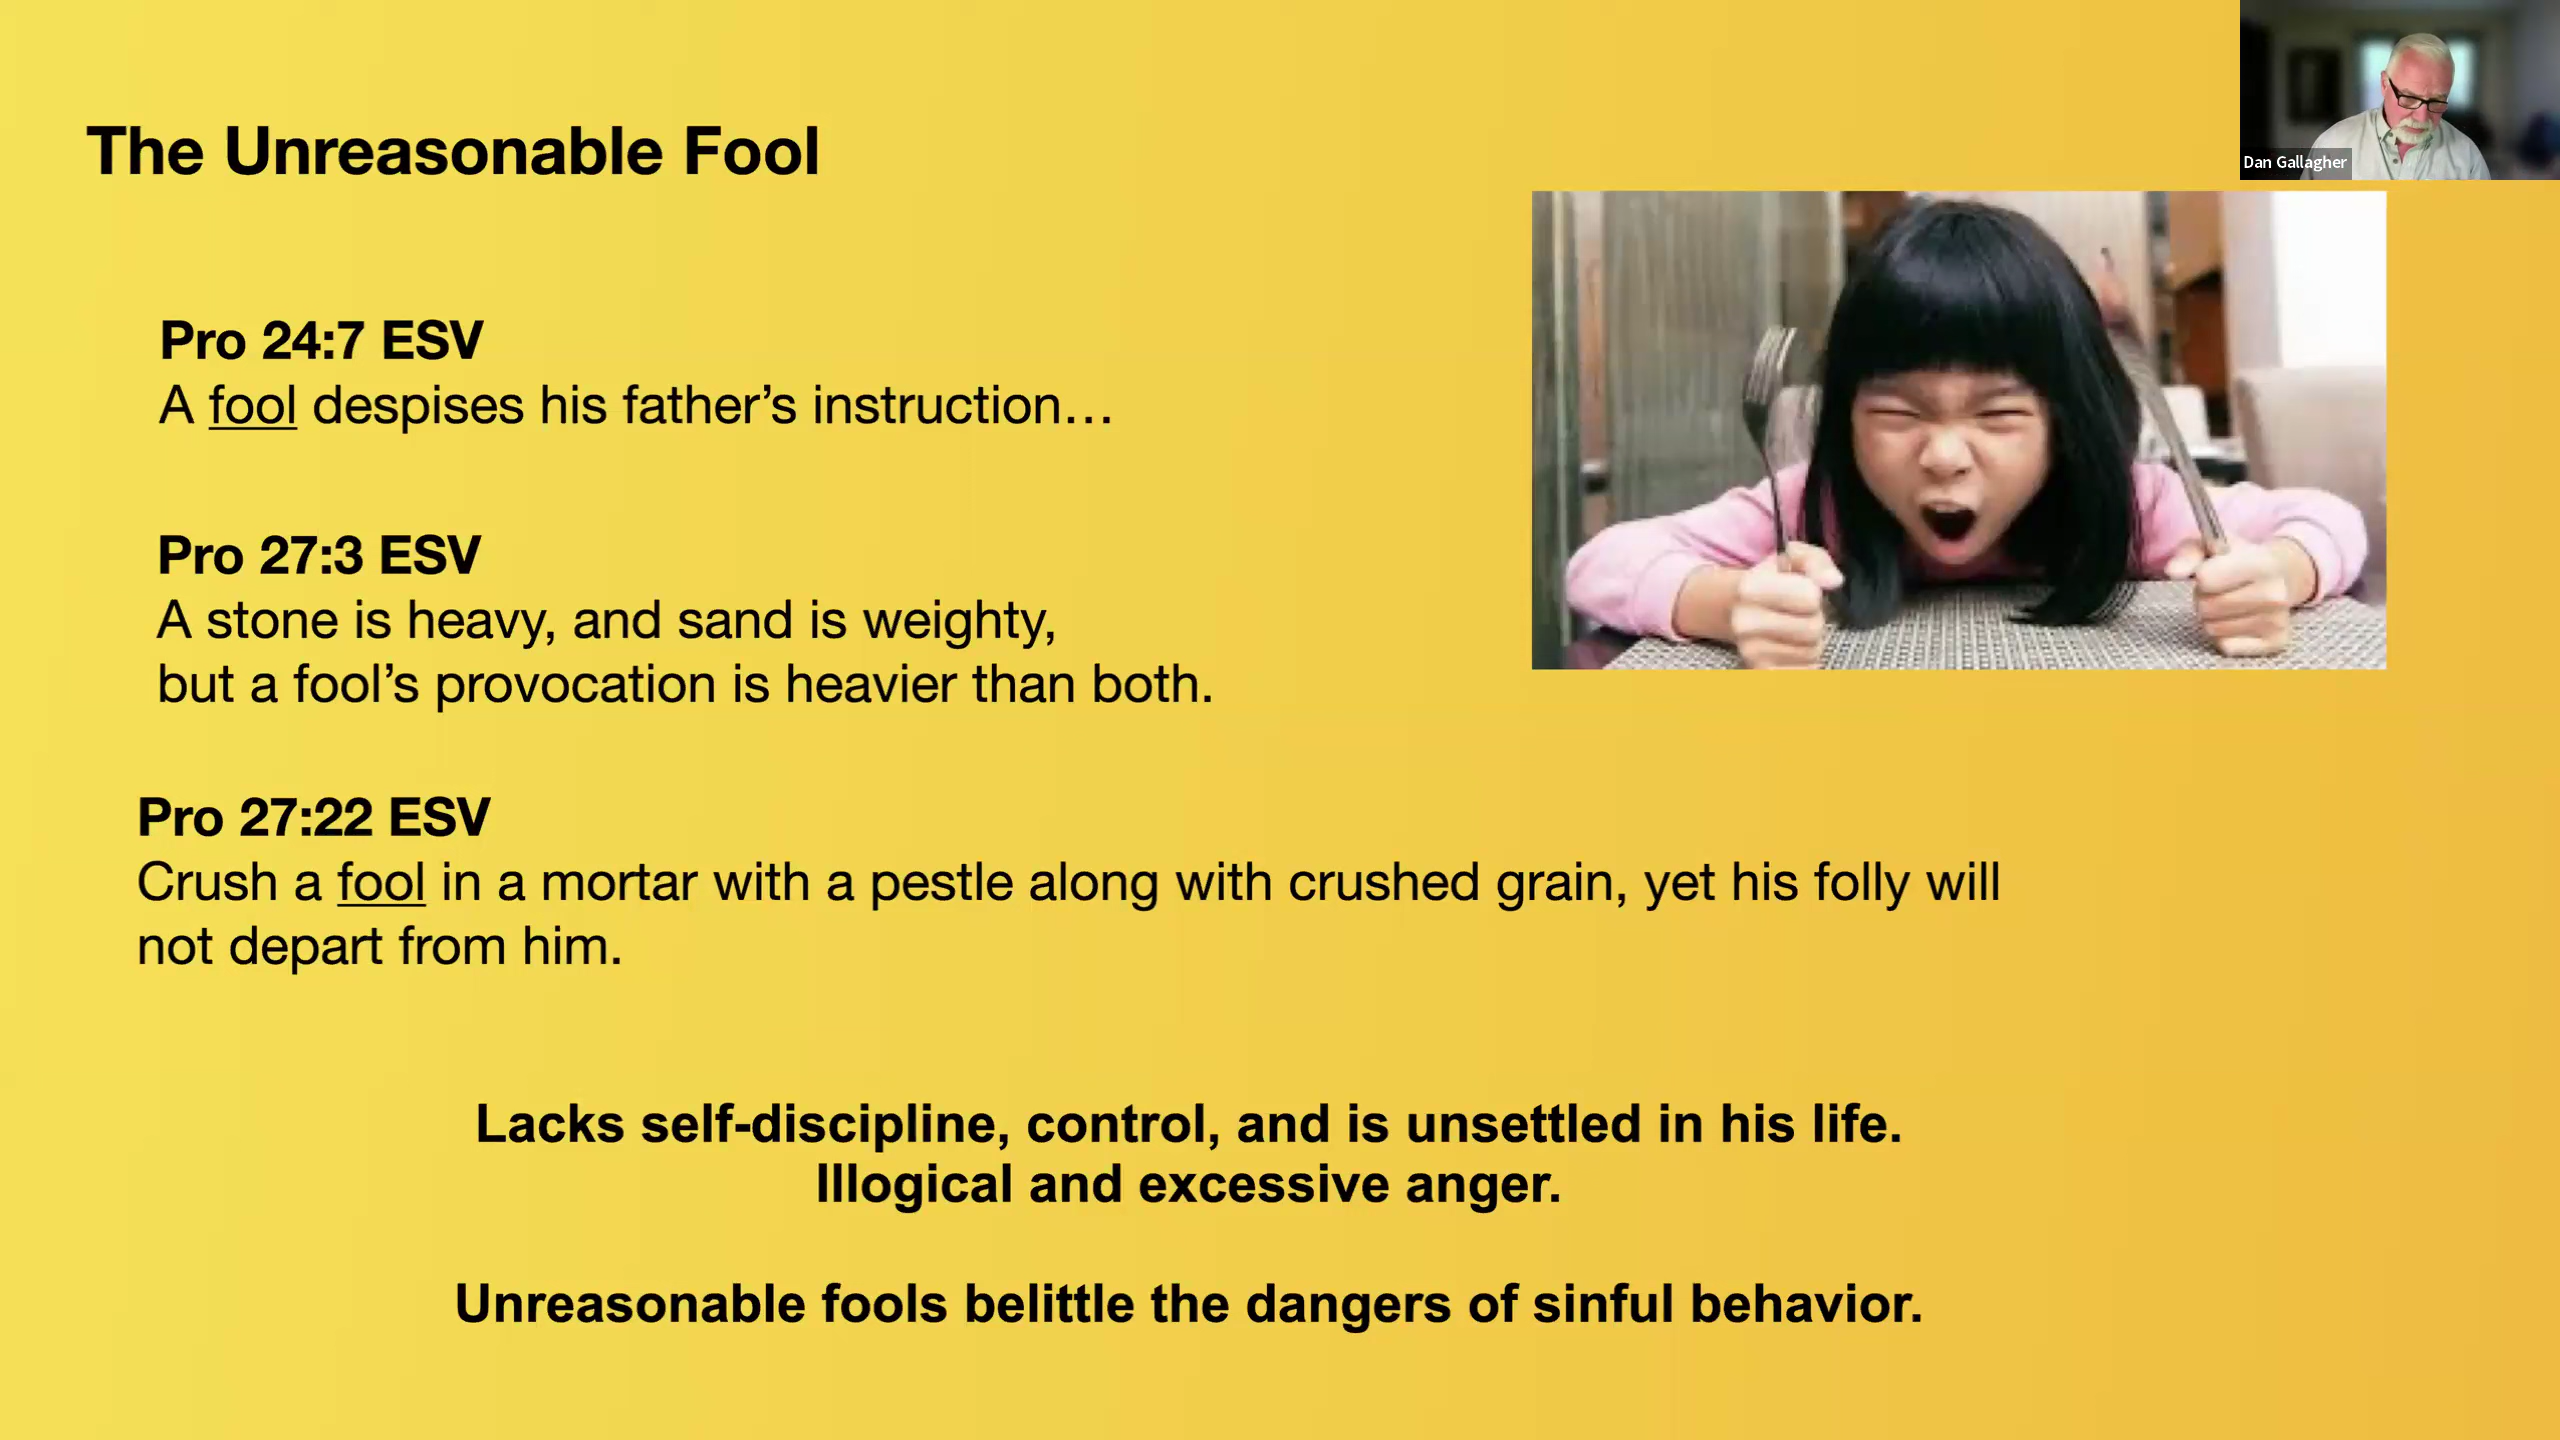 Dan Gallagher
The Unreasonable Fool
Pro 24:7 ESV
A fool despises his father’s instruction…
Pro 27:3 ESV
A stone is heavy, and sand is weighty,
but a fool’s provocation is heavier than both.
Pro 27:22 ESV
Crush a fool in a mortar with a pestle along with crushed grain, yet his folly will
not depart from him.
Lacks self-discipline, control, and is unsettled in his life.
Illogical and excessive anger.
Unreasonable fools belittle the dangers of sinful behavior.